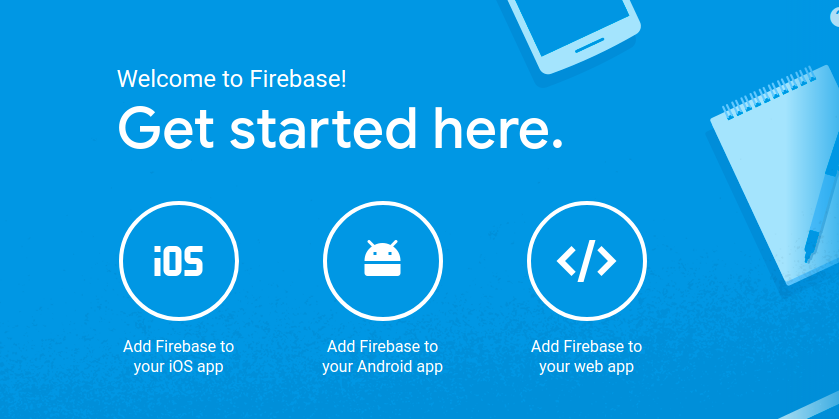 Welcome to Firebase!
Get started here.
iOS
</>
Add Firebase to
your iOS app
Add Firebase to
your Android app
Add Firebase to
your web app